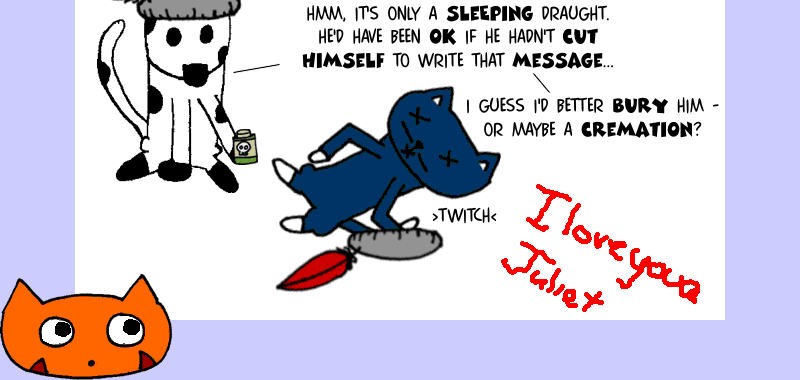 HMM, IT'S ONLY A SLEEPING DRAUGHT.
HE'D HAVE BEEN OK IF HE HADN'T CUT
HIMSELF TO WRITE THAT MESSAGE...
I GUESS I'D BETTER BURY HIM -
OR MAYBE A CREMATION?
>TWITCH<
I love you
Juliet